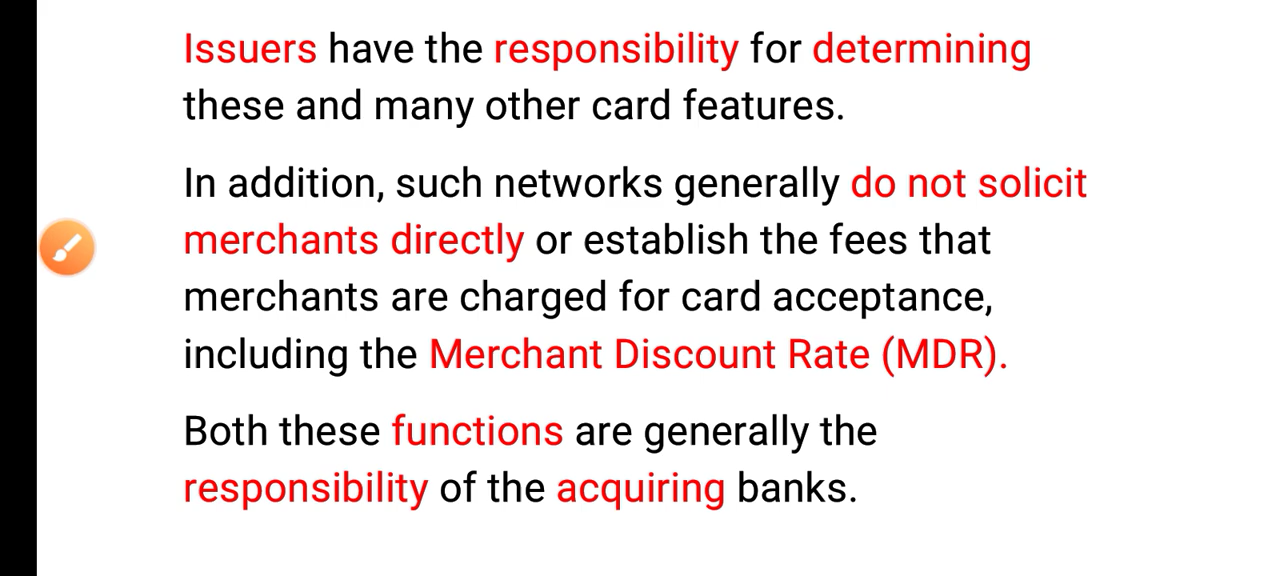 Issuers have the responsibility for determining
these and many other card features.
In addition, such networks generally do not solicit
merchants directly or establish the fees that
merchants are charged for card acceptance,
including the Merchant Discount Rate (MDR).
Both these functions are generally the
responsibility of the acquiring banks.